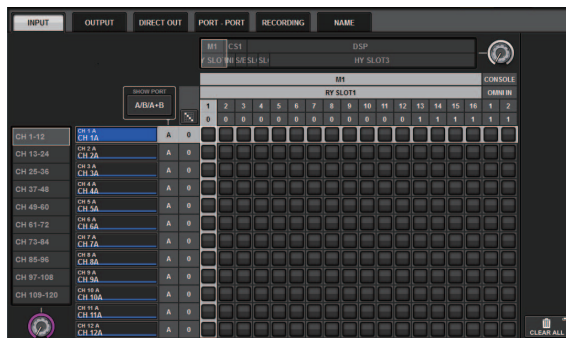 INPUT OUTPUT DIRECT OUT PORT - PORT RECORDING NAME
M1 CS1 DSP
HY SLOT3
M1 CONSOLE
SHOW PORT RY SLOT1 OMNI IN
A/B/A+B
1 2 3 4 5 6 7 8 9 10 11 12 13 14 15 16 1 2
0 0 0 0 0 0 0 0 0 0 0 0 1 1 1 1 1 1
CH 1-12 CH 1 A CH 1A A 0
CH 13-24 CH 2 A CH 2A A 0
CH 25-36 CH 3 A CH 3A A 0
CH 37-48 CH 4 A CH 4A A 0
CH 49-60 CH 5 A CH 5A A 0
CH 61-72 CH 6 A CH 6A A 0
CH 73-84 CH 7 A CH 7A A 0
CH 85-96 CH 8 A CH 8A A 0
CH 97-108 CH 9 A CH 9A A 0
CH 109-120 CH 10 A CH 10A A 0
CH 11 A CH 11A A 0
CH 12 A CH 12A A 0
CLEAR ALL